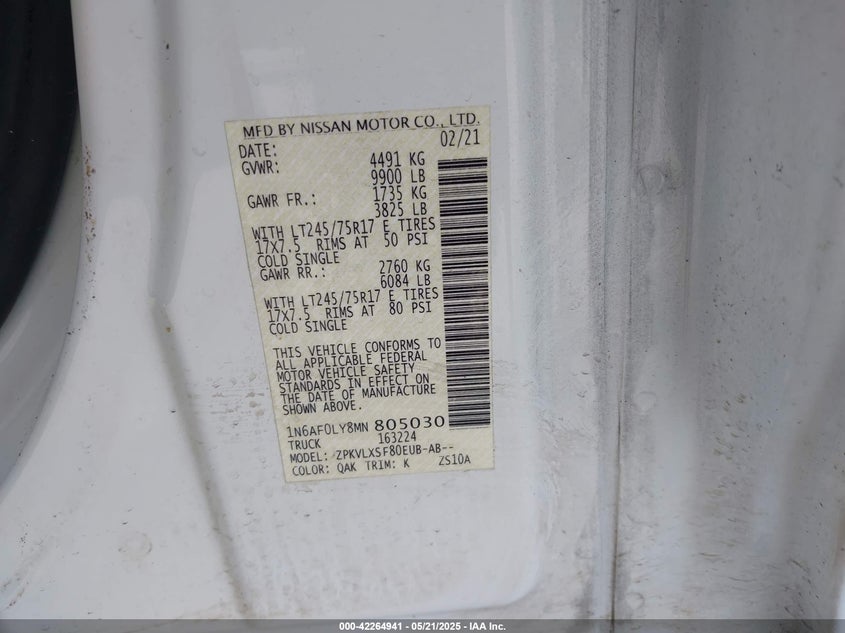 MFD BY NISSAN MOTOR CO., LTD.
DATE: 02/21
GVWR: 4491 KG
9900 LB
GAWR FR.: 1735 KG
3825 LB
WITH LT245/75R17 E TIRES
17X7.5 RIMS AT 50 PSI
COLD SINGLE
GAWR RR.: 2760 KG
6084 LB
WITH LT245/75R17 E TIRES
17X7.5 RIMS AT 80 PSI
COLD SINGLE
THIS VEHICLE CONFORMS TO
ALL APPLICABLE FEDERAL
MOTOR VEHICLE SAFETY
STANDARDS IN EFFECT ON
THE DATE OF MANUFACTURE
SHOWN ABOVE.
1N6AF0LY8MN 805030
TRUCK 163224
MODEL: ZPKVLXSF80EUB-AB--
COLOR: QAK TRIM: K ZS10A
000-42264941 - 05/21/2025 - IAA Inc.